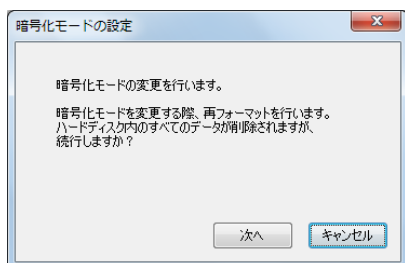 暗号化モードの設定
暗号化モードの変更を行います。
暗号化モードを変更する際、再フォーマットを行います。
ハードディスク内のすべてのデータが削除されますが、
続行しますか？
次へ
キャンセル